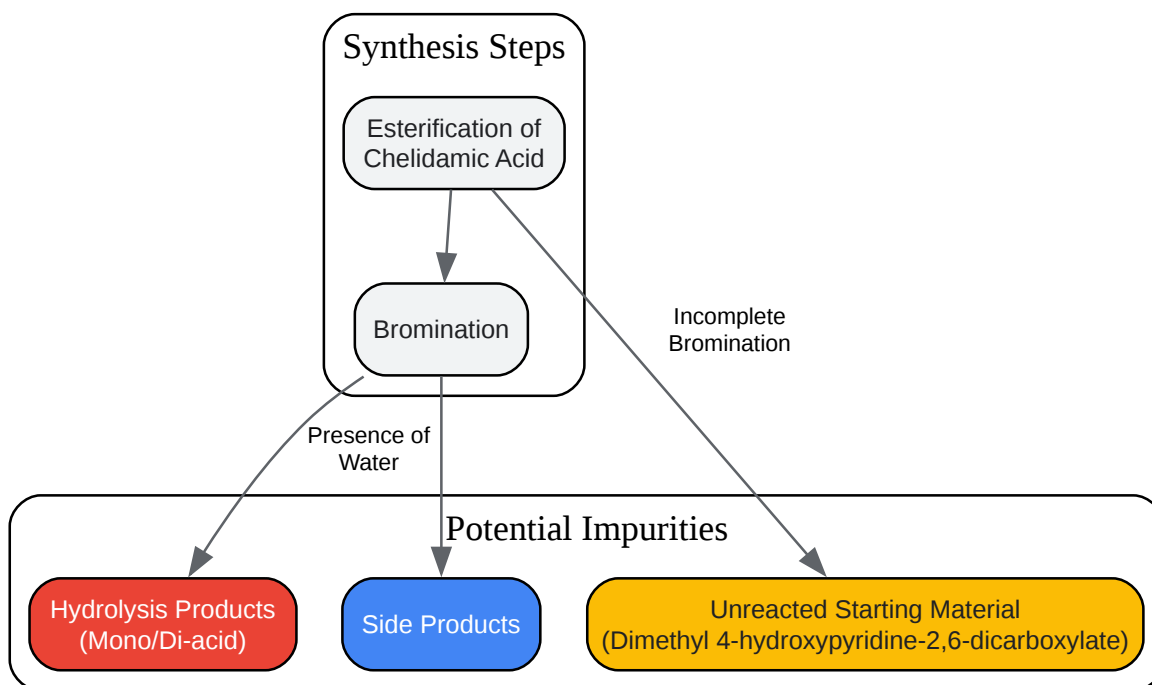 Synthesis Steps
Esterification of
Chelidamic Acid
Bromination
Incomplete
Bromination
Presence of
Water
Potential Impurities
Hydrolysis Products
(Mono/Di-acid)
Side Products
Unreacted Starting Material
(Dimethyl 4-hydroxypyridine-2,6-dicarboxylate)